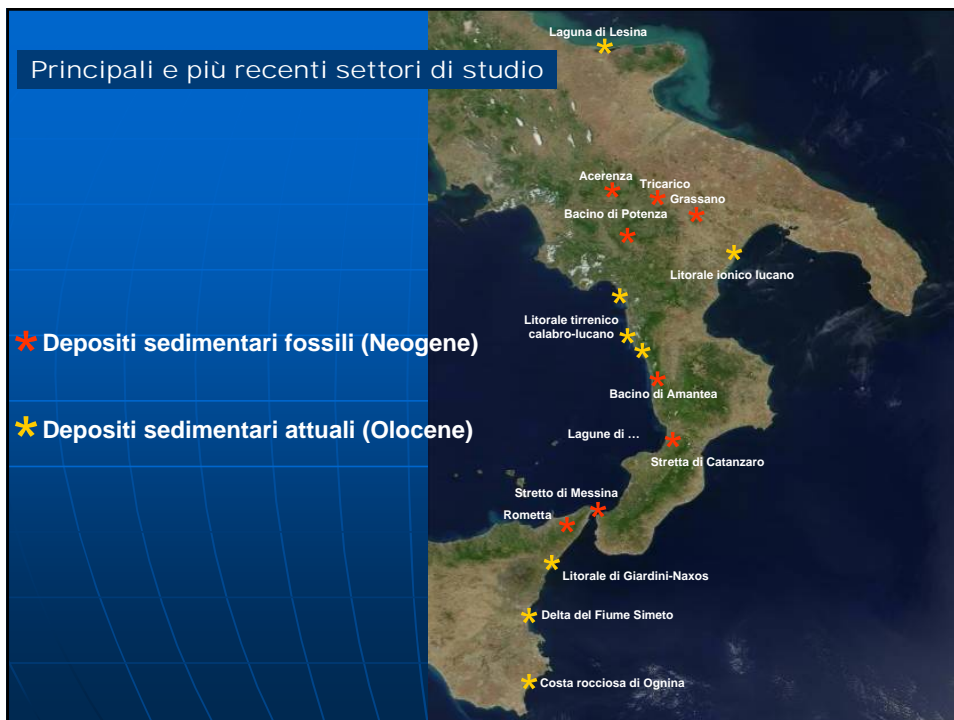 Laguna di Lesina
Principali e più recenti settori di studio
Acerenza
Tricarico
Grassano
Bacino di Potenza
Litorale ionico lucano
Litorale tirrenico
calabro-lucano
Depositi sedimentari fossili (Neogene)
Bacino di Amantea
Depositi sedimentari attuali (Olocene)
Lagune di ...
Stretta di Catanzaro
Stretto di Messina
Rometta
Litorale di Giardini-Naxos
Delta del Fiume Simeto
Costa rocciosa di Ognina